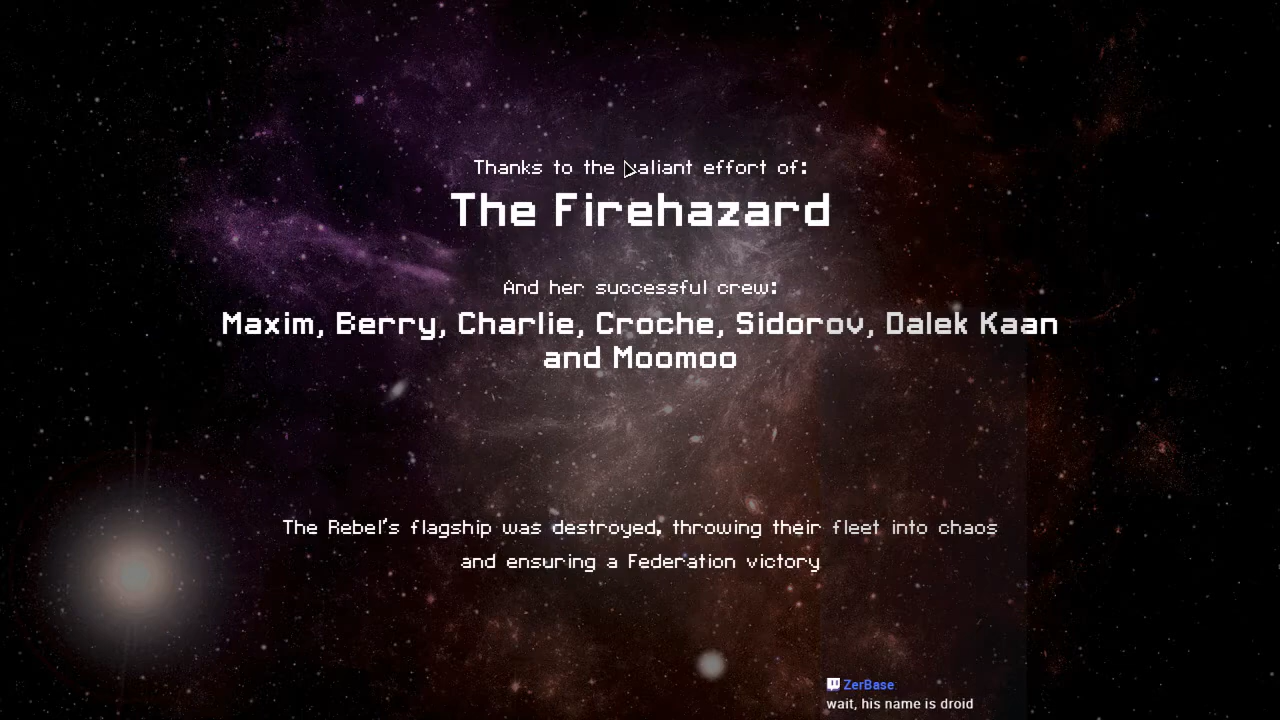 Thanks to the valiant effort of:
The Firehazard
And her successful crew:
Maxim, Berry, Charlie, Croche, Sidorov, Dalek Kaan
and Moomoo
The Rebel's flagship was destroyed, throwing their fleet into chaos
and ensuring a Federation victory
ZerBase
wait, his name is droid